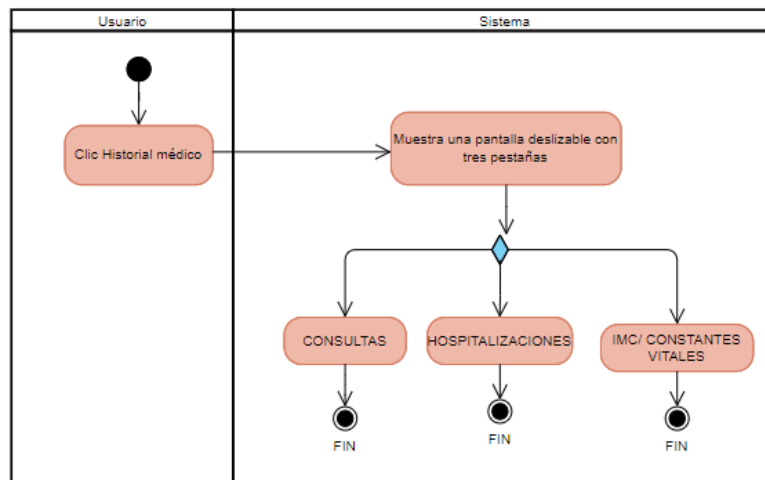 Usuario
Sistema
Clic Historial médico
Muestra una pantalla deslizable con
tres pestañas
CONSULTAS
HOSPITALIZACIONES
IMC/ CONSTANTES
VITALES
FIN
FIN
FIN